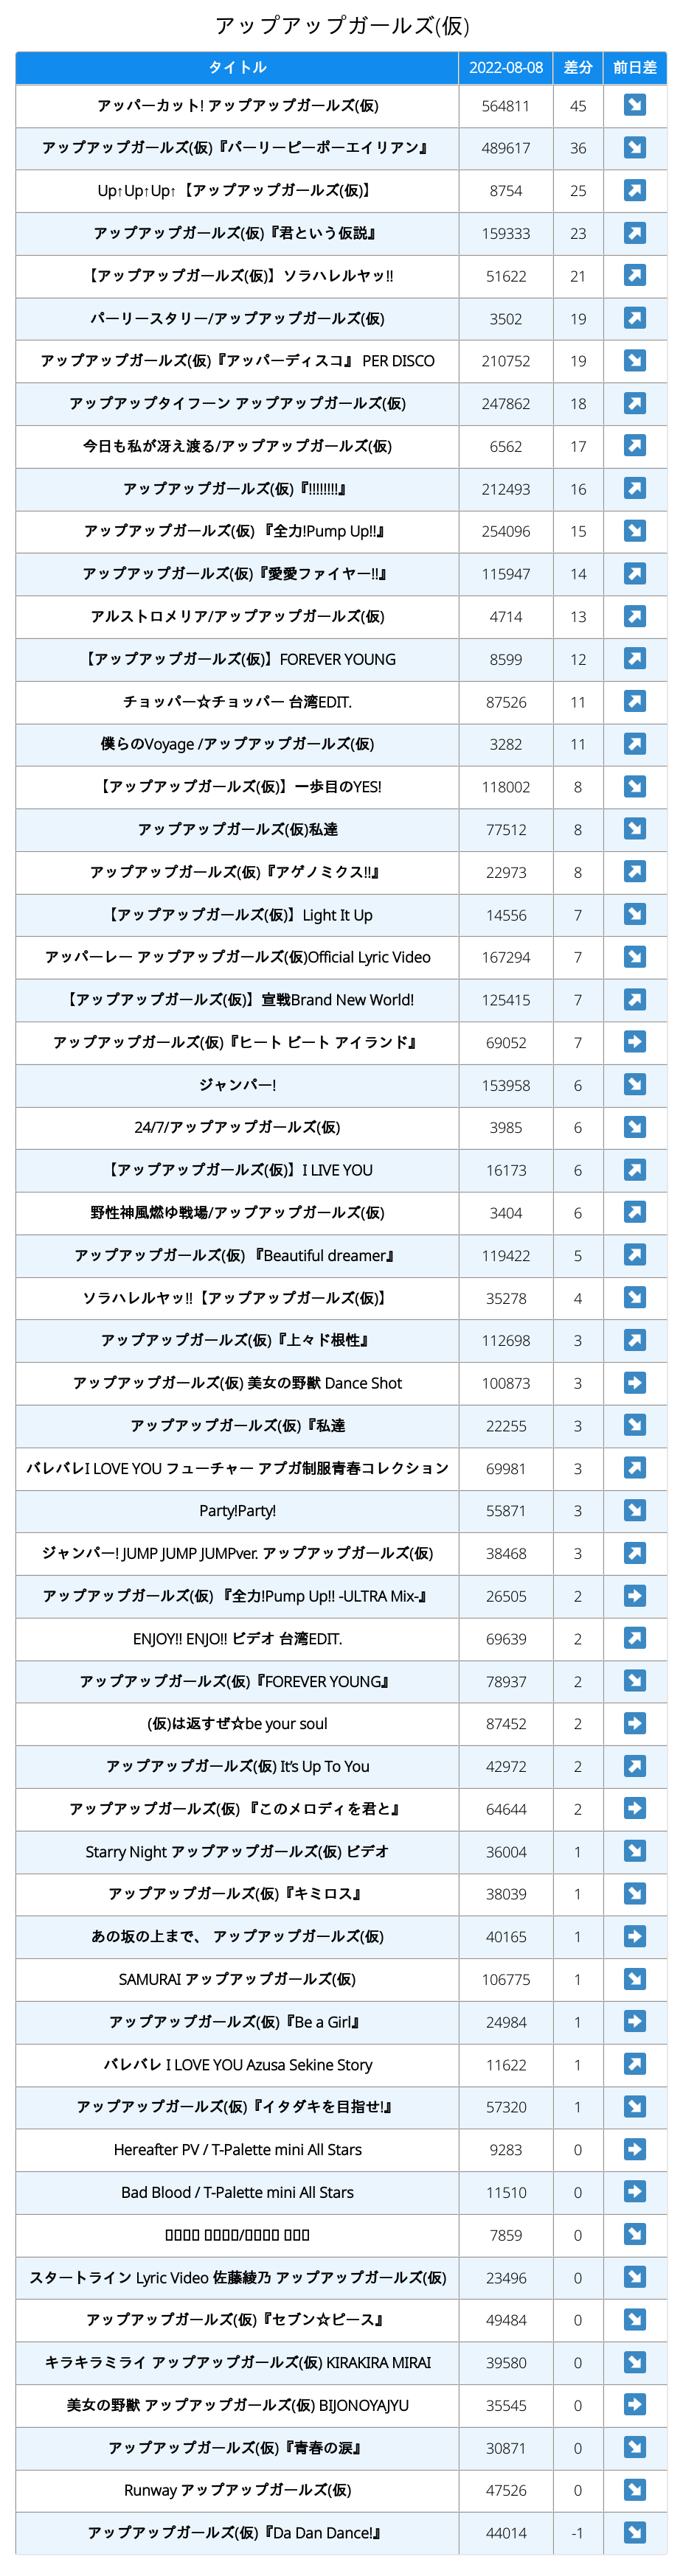 アップアップガールズ(仮)
タイトル 2022-08-08 差分 前日差
アッパーカット! アップアップガールズ(仮) 564811 45 ↘
アップアップガールズ(仮)『パーリーピーポーエイリアン』 489617 36 ↘
Up↑Up↑Up↑【アップアップガールズ(仮)】 8754 25 ↗
アップアップガールズ(仮)『君という仮説』 159333 23 ↗
【アップアップガールズ(仮)】ソラハレルヤッ!! 51622 21 ↗
パーリースタリー/アップアップガールズ(仮) 3502 19 ↗
アップアップガールズ(仮)『アッパーディスコ』 PER DISCO 210752 19 ↘
アップアップタイフーン アップアップガールズ(仮) 247862 18 ↗
今日も私が冴え渡る/アップアップガールズ(仮) 6562 17 ↗
アップアップガールズ(仮)『!!!!!!!!』 212493 16 ↗
アップアップガールズ(仮) 『全力!Pump Up!!』 254096 15 ↘
アップアップガールズ(仮)『愛愛ファイヤー!!』 115947 14 ↗
アルストロメリア/アップアップガールズ(仮) 4714 13 ↗
【アップアップガールズ(仮)】FOREVER YOUNG 8599 12 ↗
チョッパー☆チョッパー 台湾EDIT. 87526 11 ↗
僕らのVoyage /アップアップガールズ(仮) 3282 11 ↗
【アップアップガールズ(仮)】一歩目のYES! 118002 8 ↘
アップアップガールズ(仮)私達 77512 8 ↘
アップアップガールズ(仮)『アゲノミクス!!』 22973 8 ↗
【アップアップガールズ(仮)】Light It Up 14556 7 ↘
アッパーレー アップアップガールズ(仮)Official Lyric Video 167294 7 ↘
【アップアップガールズ(仮)】宣戦Brand New World! 125415 7 ↗
アップアップガールズ(仮)『ヒート ビート アイランド』 69052 7 ➡
ジャンパー! 153958 6 ↘
24/7/アップアップガールズ(仮) 3985 6 ↘
【アップアップガールズ(仮)】I LIVE YOU 16173 6 ↗
野性神風燃ゆ戦場/アップアップガールズ(仮) 3404 6 ↗
アップアップガールズ(仮) 『Beautiful dreamer』 119422 5 ↗
ソラハレルヤッ!!【アップアップガールズ(仮)】 35278 4 ↘
アップアップガールズ(仮)『上々ド根性』 112698 3 ↗
アップアップガールズ(仮) 美女の野獣 Dance Shot 100873 3 ➡
アップアップガールズ(仮)『私達 22255 3 ↘
バレバレI LOVE YOU フューチャー アプガ制服青春コレクション 69981 3 ↗
Party!Party! 55871 3 ↘
ジャンパー! JUMP JUMP JUMPver. アップアップガールズ(仮) 38468 3 ↗
アップアップガールズ(仮) 『全力!Pump Up!! -ULTRA Mix-』 26505 2 ➡
ENJOY!! ENJO!! ビデオ 台湾EDIT. 69639 2 ↗
アップアップガールズ(仮)『FOREVER YOUNG』 78937 2 ↘
(仮)は返すぜ☆be your soul 87452 2 ➡
アップアップガールズ(仮) It's Up To You 42972 2 ↗
アップアップガールズ(仮) 『このメロディを君と』 64644 2 ➡
Starry Night アップアップガールズ(仮) ビデオ 36004 1 ↘
アップアップガールズ(仮)『キミロス』 38039 1 ↘
あの坂の上まで、 アップアップガールズ(仮) 40165 1 ➡
SAMURAI アップアップガールズ(仮) 106775 1 ↘
アップアップガールズ(仮)『Be a Girl』 24984 1 ➡
バレバレ I LOVE YOU Azusa Sekine Story 11622 1 ↗
アップアップガールズ(仮)『イタダキを目指せ!』 57320 1 ↘
Hereafter PV / T-Palette mini All Stars 9283 0 ➡
Bad Blood / T-Palette mini All Stars 11510 0 ➡
7859 0 ↘
スタートライン Lyric Video 佐藤綾乃 アップアップガールズ(仮) 23496 0 ↘
アップアップガールズ(仮)『セブン☆ピース』 49484 0 ↘
キラキラミライ アップアップガールズ(仮) KIRAKIRA MIRAI 39580 0 ↘
美女の野獣 アップアップガールズ(仮) BIJONOYAJYU 35545 0 ➡
アップアップガールズ(仮)『青春の涙』 30871 0 ↘
Runway アップアップガールズ(仮) 47526 0 ↘
アップアップガールズ(仮)『Da Dan Dance!』 44014 -1 ↘